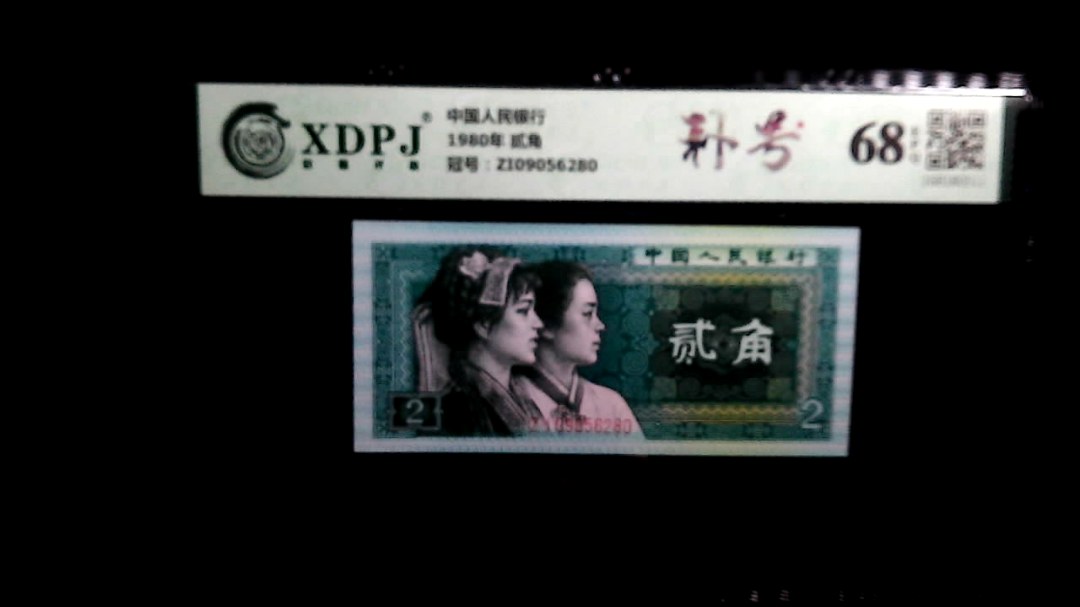 XDPJ®
中国人民银行
1980年 贰角
冠号：ZI09056280
补号
68
中国人民银行
贰角
2
ZI09056280
2